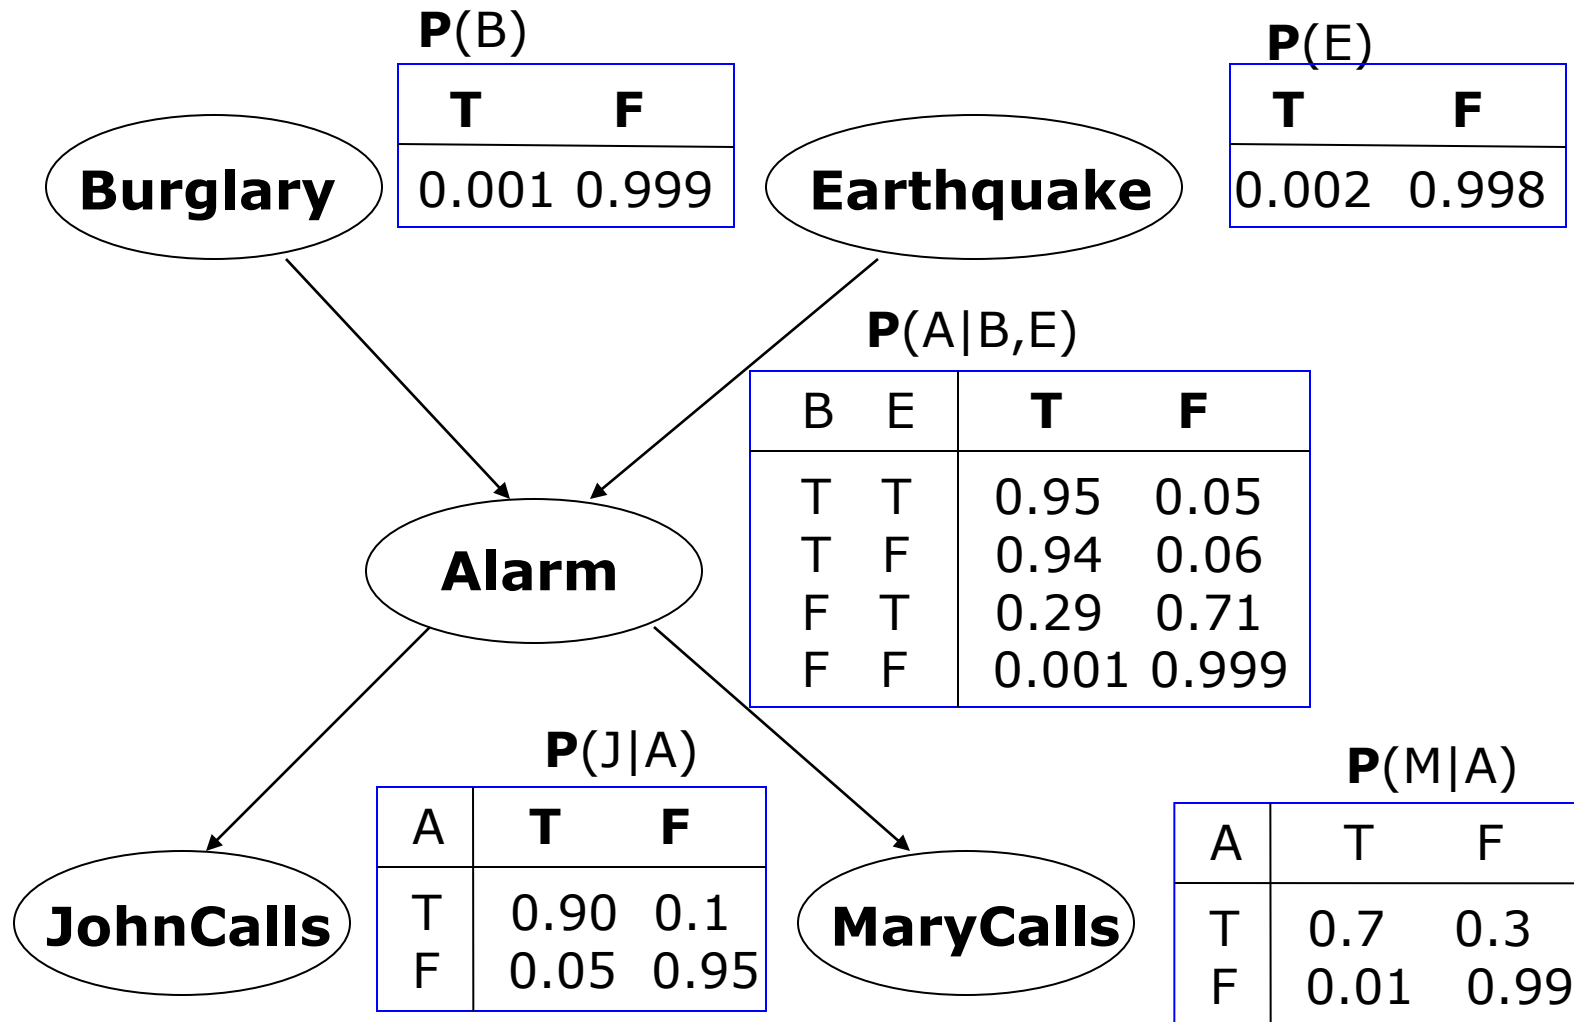 P(B)
T F
0.001 0.999
Burglary
P(E)
T F
0.002 0.998
Earthquake
P(A|B,E)
B E T F
T T 0.95 0.05
T F 0.94 0.06
F T 0.29 0.71
F F 0.001 0.999
Alarm
P(J|A)
A T F
T 0.90 0.1
F 0.05 0.95
JohnCalls
P(M|A)
A T F
T 0.7 0.3
F 0.01 0.99
MaryCalls